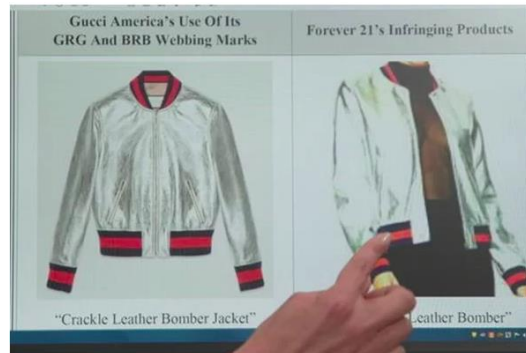 Gucci America's Use Of Its
GRG And BRB Webbing Marks
Forever 21's Infringing Products
"Crackle Leather Bomber Jacket"
Leather Bomber"